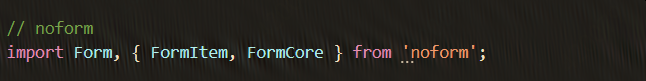 // noform
import Form, { FormItem, FormCore } from 'noform';